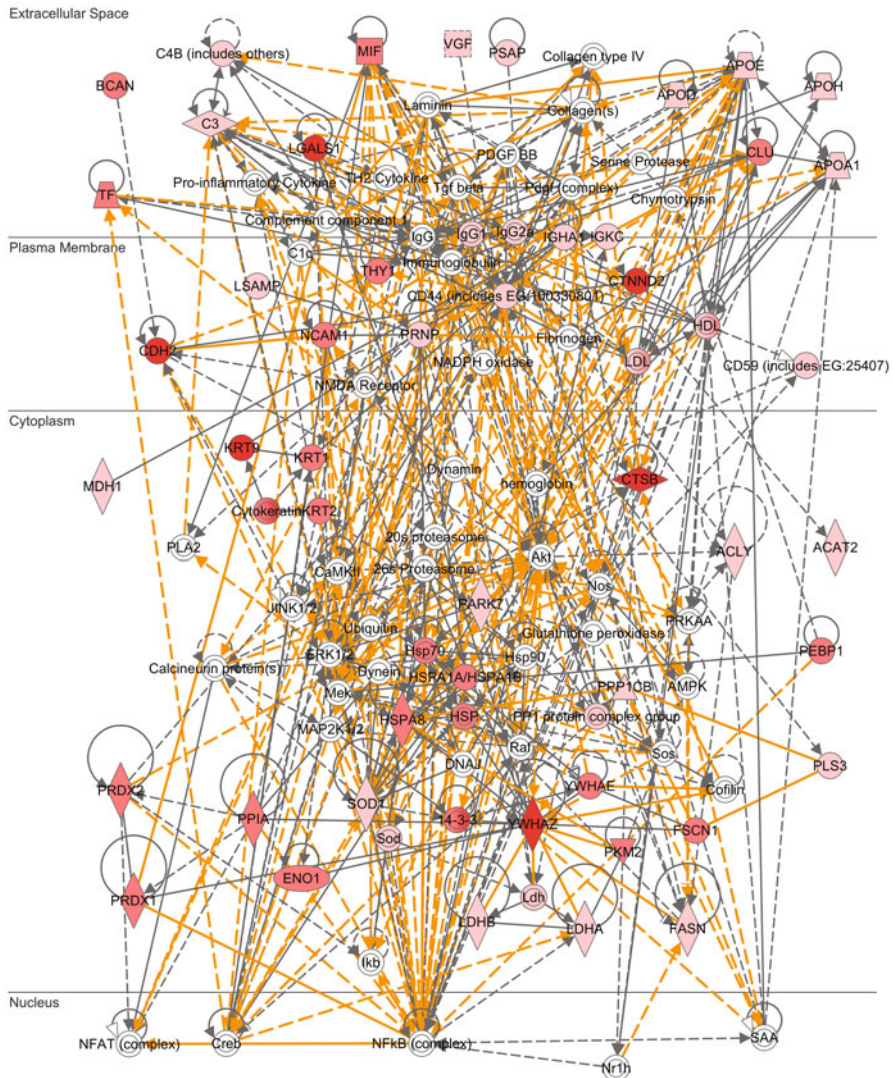 Extracellular Space
C4B (includes others)
MIF
VGF
PSAP
Collagen type IV
APOE
BCAN
APOD
APOH
Laminin
Collagen(s)
C3
LGALS1
PDGF BB
Serine Protease
CLU
APOA1
Pro-inflammatory Cytokine
TH2 Cytokine
Tgf beta
Pdgf (complex)
Chymotrypsin
TF
Complement component 1
IgG
IgG1
IgG2a
IGHA1
IGKC
Plasma Membrane
C1q
Immunoglobulin
THY1
CTNND2
LSAMP
CD44 (includes EG:100330801)
NCAM1
PRNP
Fibrinogen
HDL
CDH2
NADPH oxidase
LDL
CD59 (includes EG:25407)
NMDA Receptor
Cytoplasm
KRT9
KRT1
Dynamin
MDH1
hemoglobin
CTSB
Cytokeratin
KRT2
20s proteasome
PLA2
Akt
ACLY
ACAT2
CaMKII
26s Proteasome
Nos
JINK1/2
PARK7
PRKAA
Ubiquitin
Glutathione peroxidase
ERK1/2
Hsp70
Hsp90
PEBP1
Calcineurin protein(s)
Dynein
HSPA1A/HSPA1B
Mek
PPP1CB
AMPK
HSPA8
HSP
PP1 protein complex group
MAP2K1/2
Raf
Sos
DNAJ
PLS3
PRDX2
SOD1
YWHAE
Cofilin
PPIA
14-3-3
YWHAZ
FSCN1
Sod
PKM2
ENO1
PRDX1
Ldh
LDHB
LDHA
FASN
Ikb
Nucleus
NFAT (complex)
Creb
NFkB (complex)
SAA
Nr1h